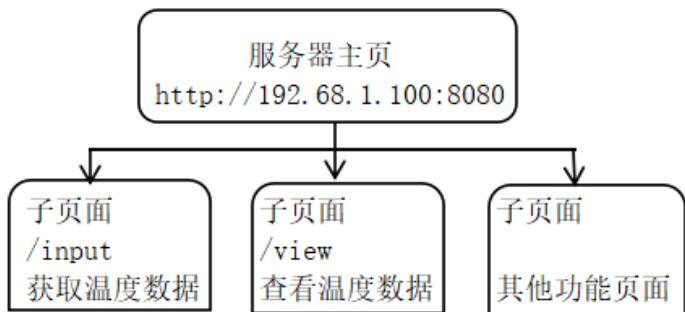 服务器主页
http://192.68.1.100:8080
子页面
/input
获取温度数据
子页面
/view
查看温度数据
子页面
其他功能页面